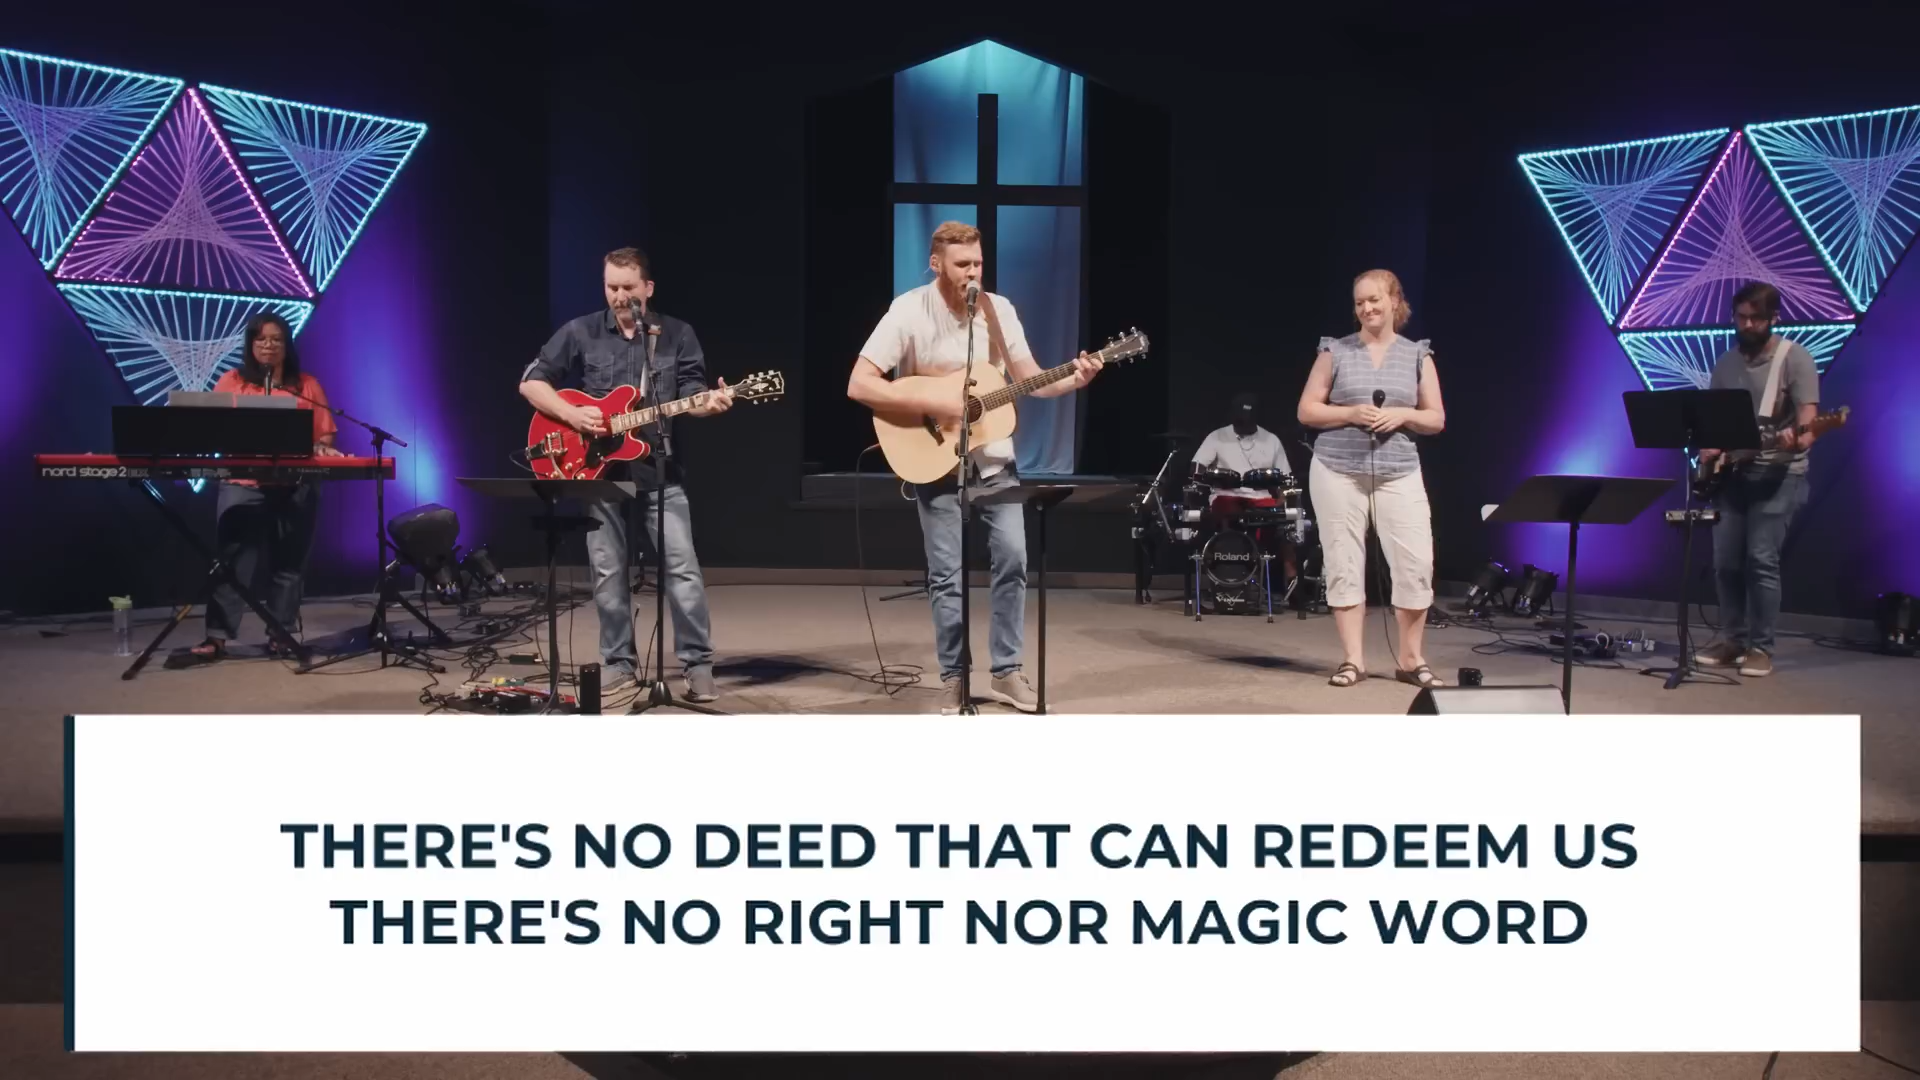 nord stage 2
Roland
THERE'S NO DEED THAT CAN REDEEM US
THERE'S NO RIGHT NOR MAGIC WORD